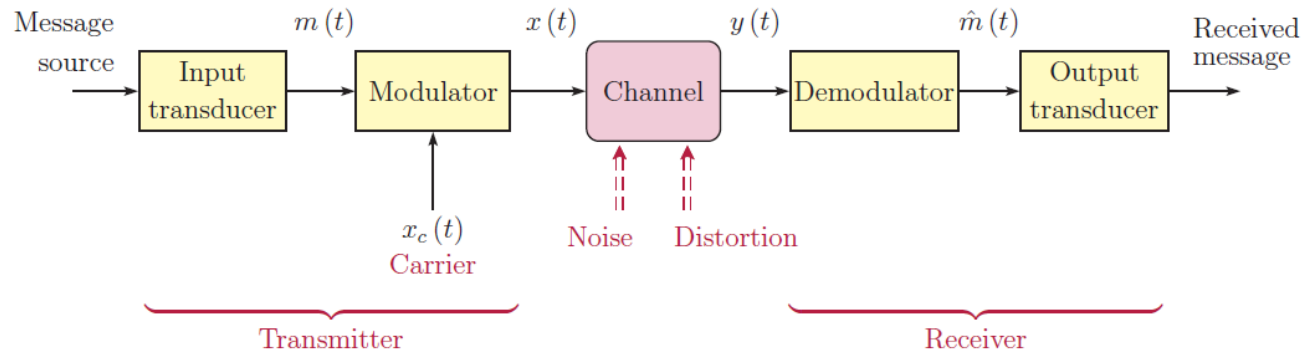 Message
source
m (t)
x (t)
y (t)
m̂ (t)
Received
message
Input
transducer
Modulator
Channel
Demodulator
Output
transducer
x_c (t)
Carrier
Noise
Distortion
Transmitter
Receiver